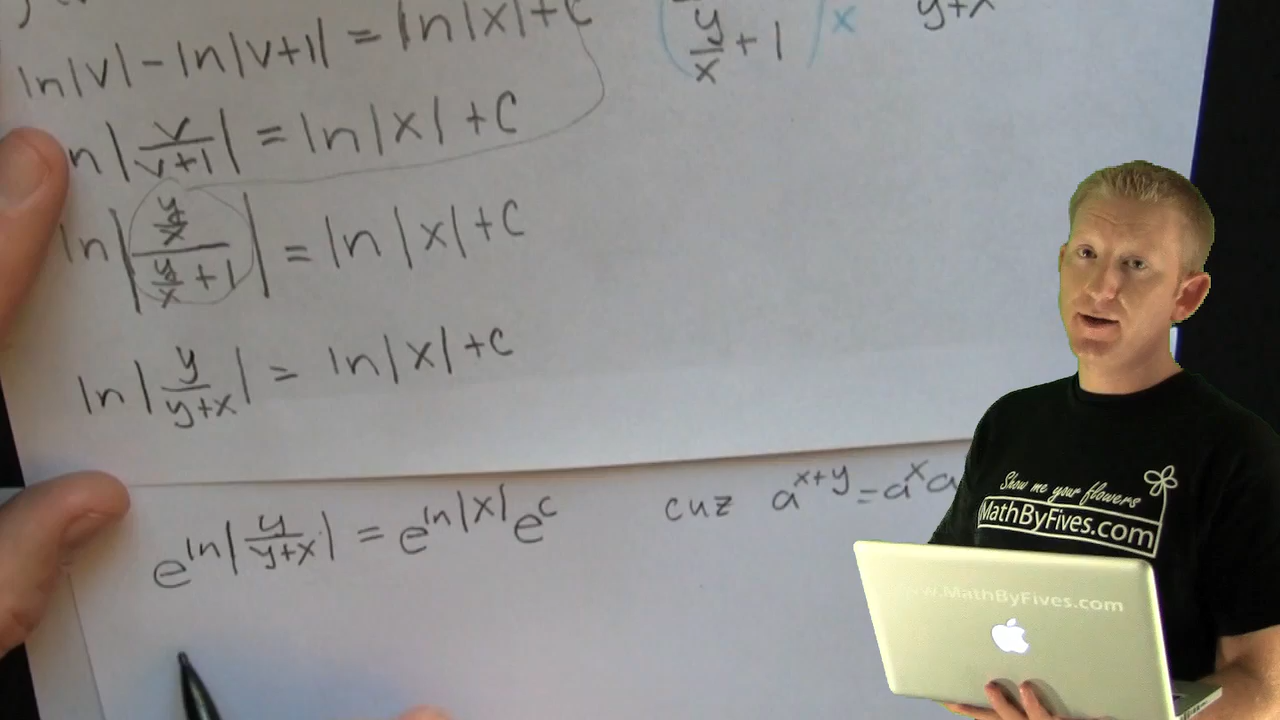 ln|v| - ln|v+1| = ln|x| + C
(y/x + 1)x y+x
ln|v/(v+1)| = ln|x| + C
ln|(y/x)/(y/x + 1)| = ln|x| + C
ln|y/(y+x)| = ln|x| + C
e^(ln|y/(y+x)|) = e^(ln|x|) e^c cuz a^(x+y) = a^x a
Show me your flowers
MathByFives.com
www.MathByFives.com